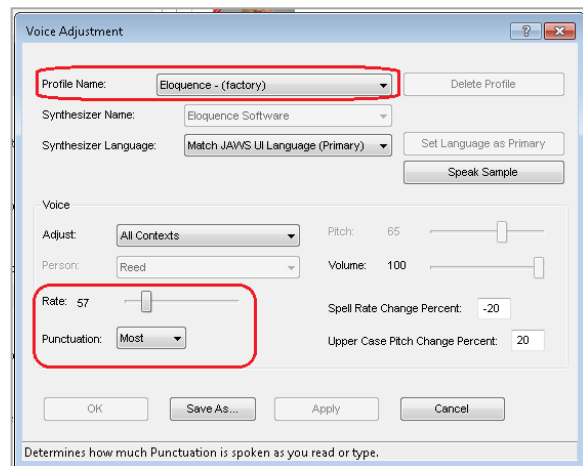 Voice Adjustment
Profile Name: Eloquence - (factory) Delete Profile
Synthesizer Name: Eloquence Software
Synthesizer Language: Match JAWS UI Language (Primary) Set Language as Primary
Speak Sample
Voice
Adjust: All Contexts Pitch: 65
Person: Reed Volume: 100
Rate: 57 Spell Rate Change Percent: -20
Punctuation: Most Upper Case Pitch Change Percent: 20
OK Save As... Apply Cancel
Determines how much Punctuation is spoken as you read or type.